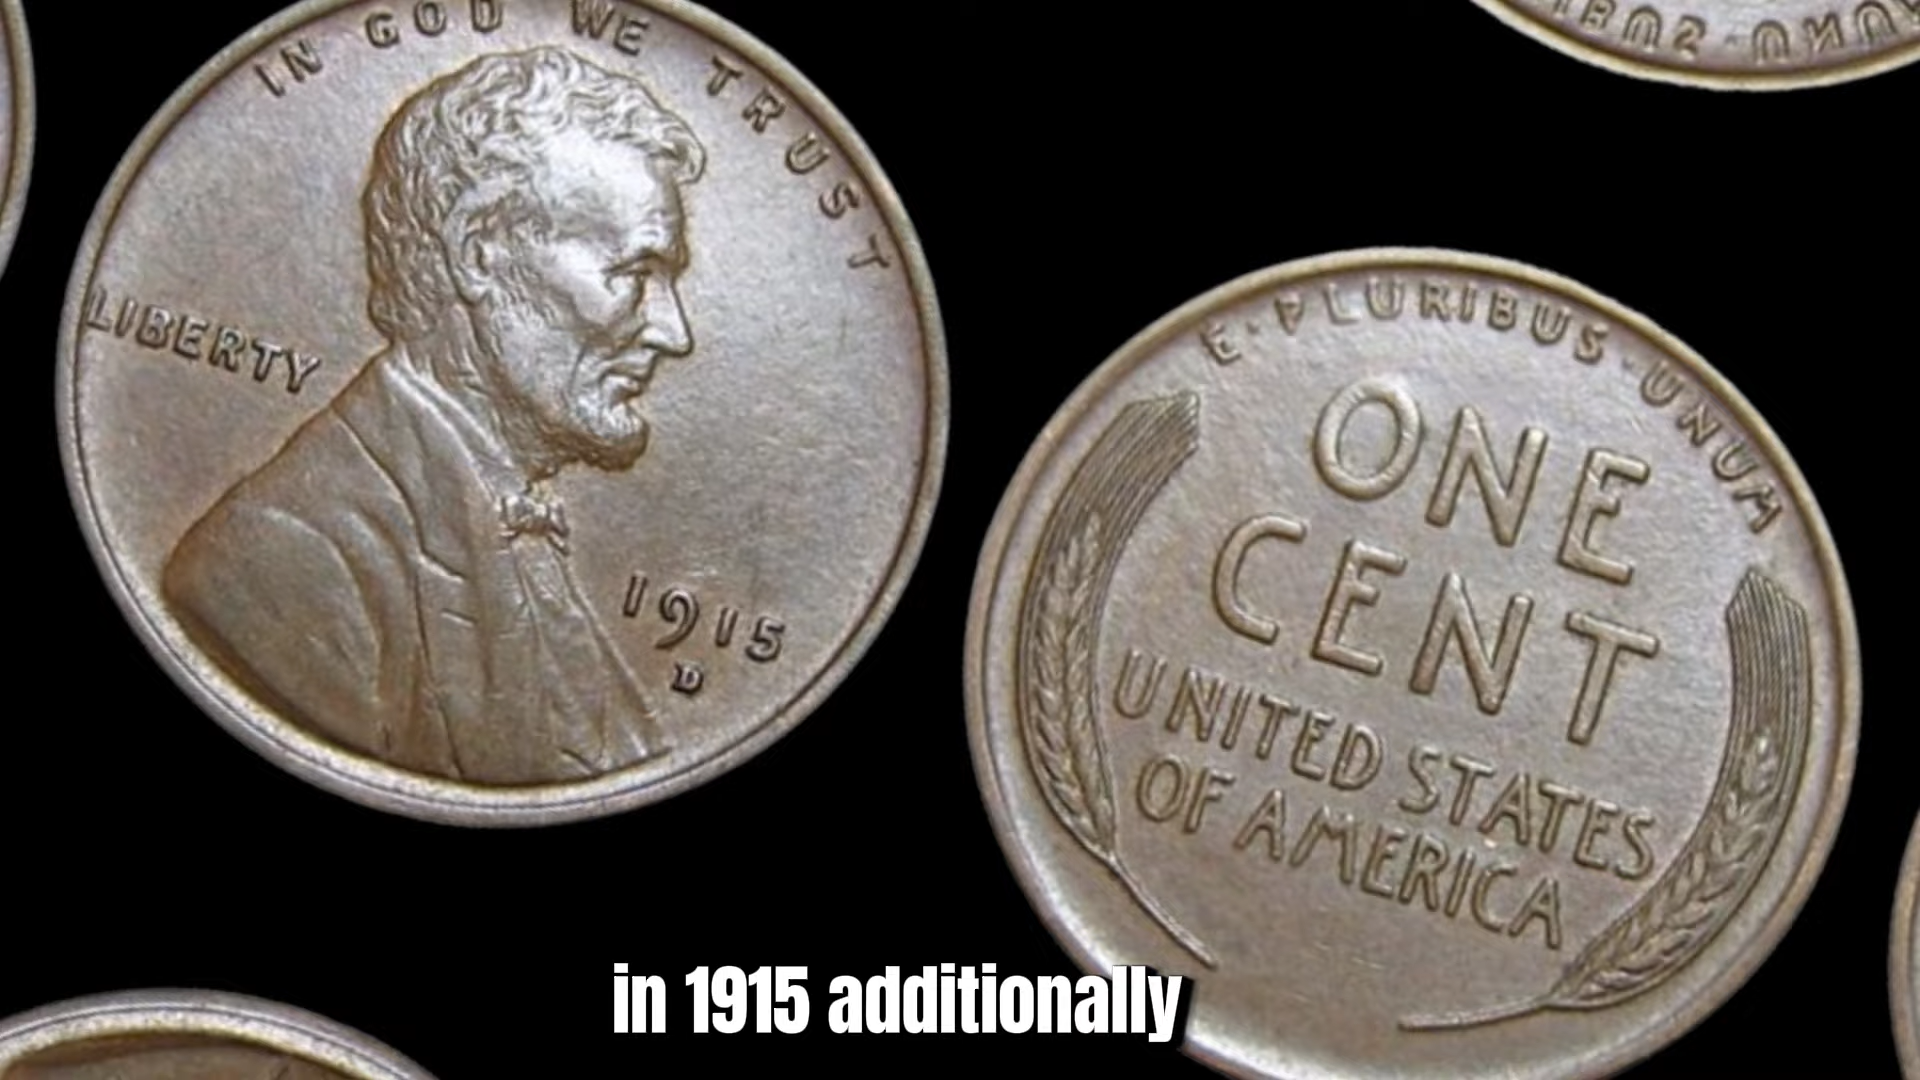 IN GOD WE TRUST
LIBERTY
1915
D
E·PLURIBUS·UNUM
ONE
CENT
UNITED STATES
OF AMERICA
in 1915 additionally